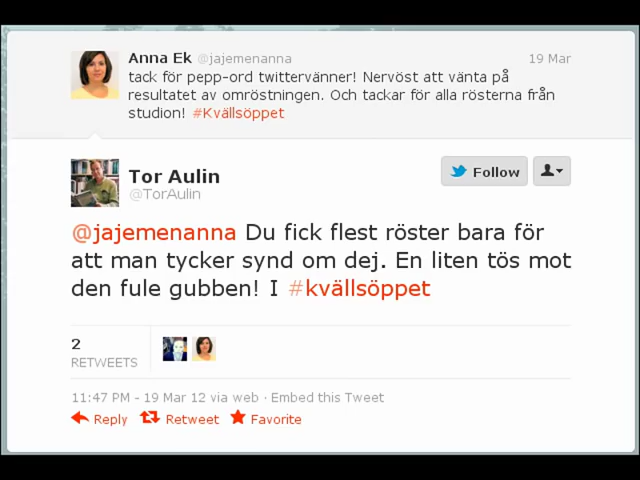 Anna Ek @jajemenanna 19 Mar
tack för pepp-ord twittervänner! Nervöst att vänta på
resultatet av omröstningen. Och tackar för alla rösterna från
studion! #Kvällsöppet
Tor Aulin
@TorAulin
Follow
@jajemenanna Du fick flest röster bara för
att man tycker synd om dej. En liten tös mot
den fule gubben! I #kvällsöppet
2
RETWEETS
11:47 PM - 19 Mar 12 via web · Embed this Tweet
Reply Retweet Favorite